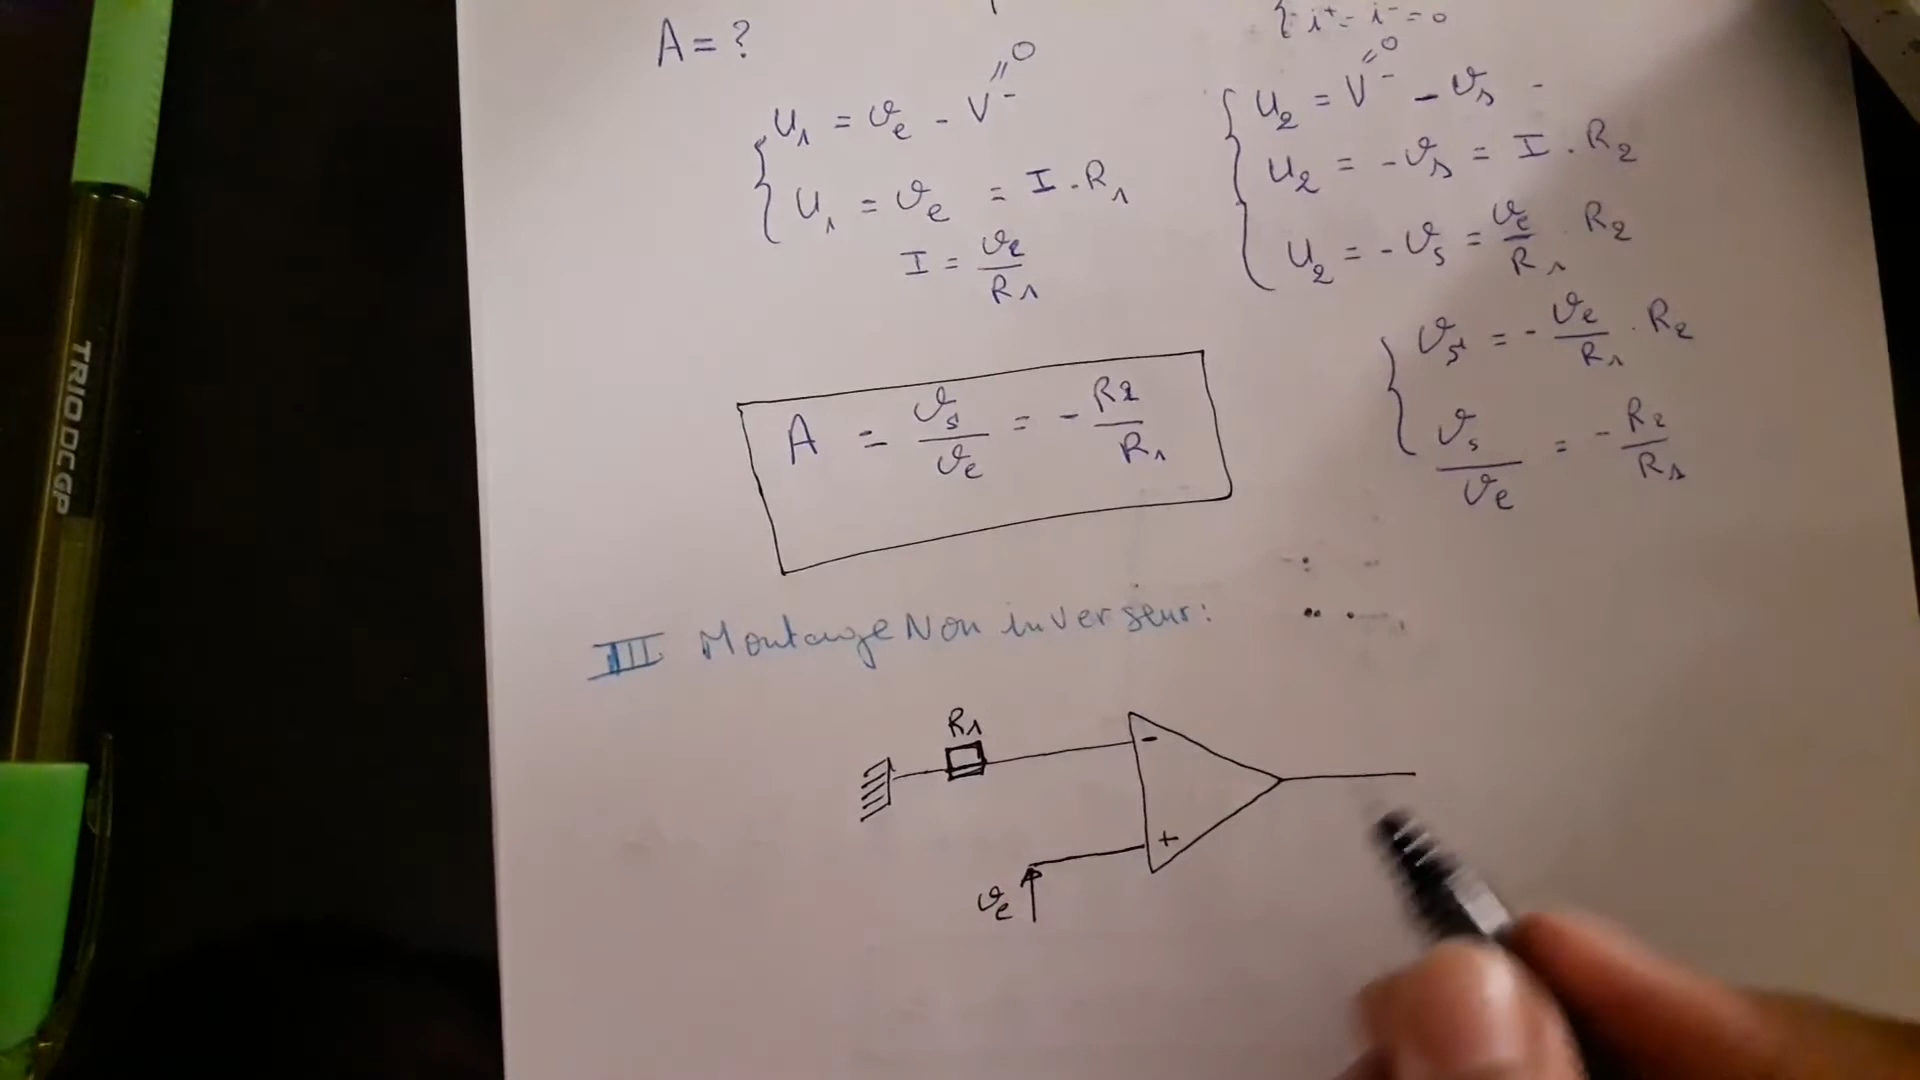 A = ?
{ i⁺ = i⁻ = 0
U₁ = ve - V⁻ = 0
U₁ = ve = I . R₁
I = ve / R₁
U₂ = V⁻ - vs = 0
U₂ = - vs = I . R₂
U₂ = - vs = ve / R₁ . R₂
vs = - ve / R₁ . R₂
vs / ve = - R₂ / R₁
A = vs / ve = - R₂ / R₁
III Montage Non inverseur:
R₁
-
+
ve
TRIO DC GP